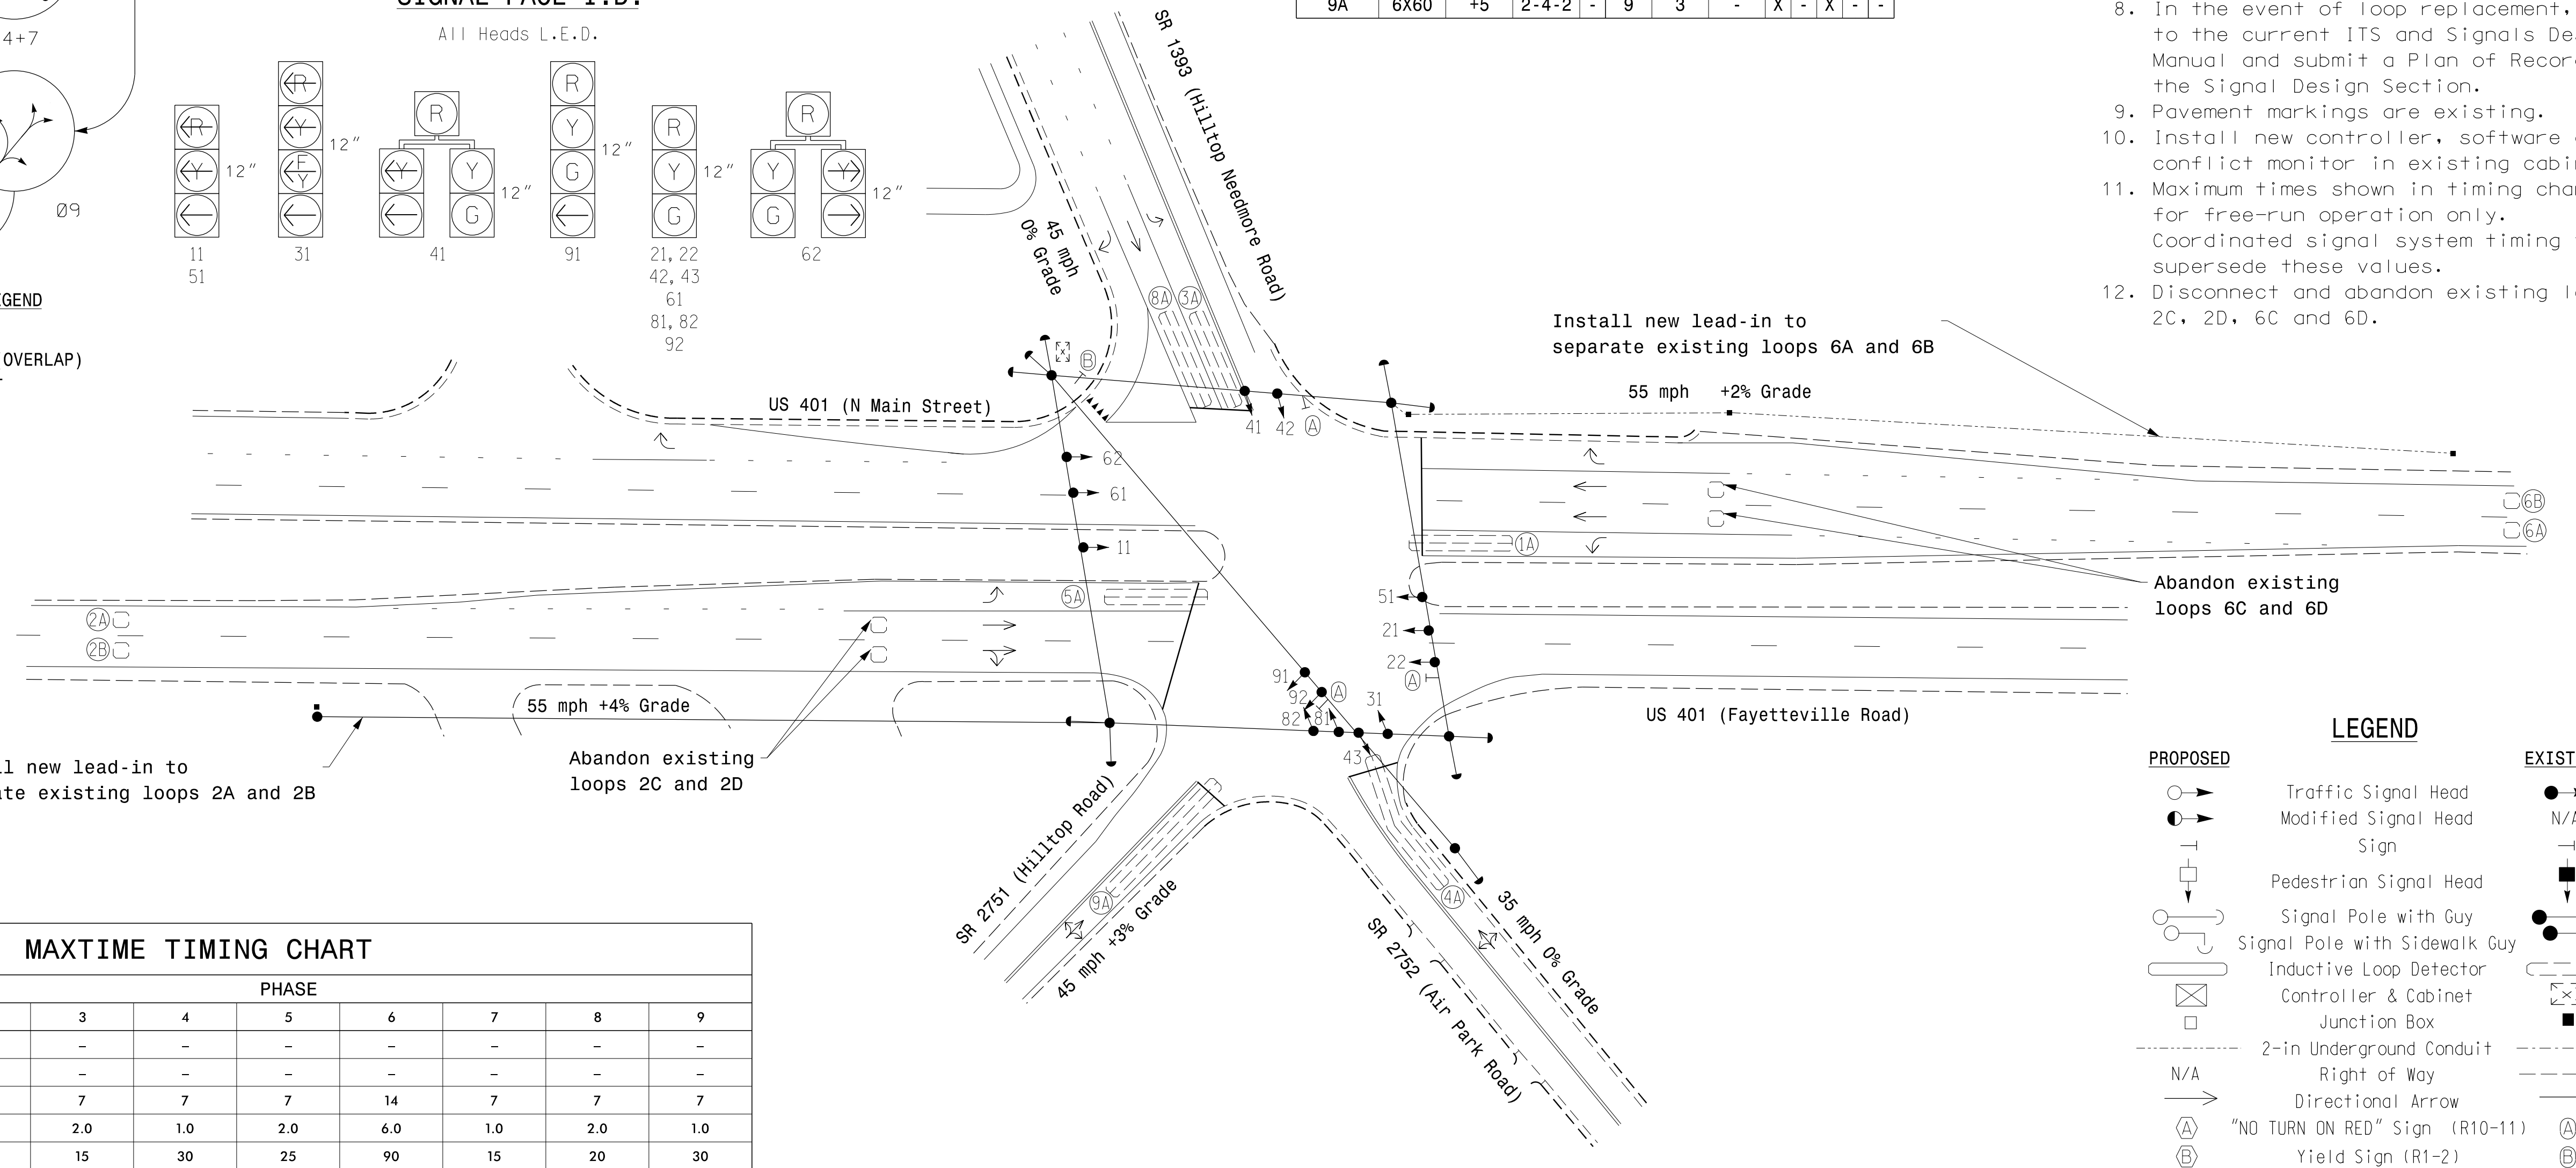 SIGNAL FACE I.D.
All Heads L.E.D.
4+7
Ø9
R
Y
12"
11
51
R
Y
F
Y
12"
31
R
Y Y
G
12"
41
R
Y
G
12"
91
R
Y
G
12"
21, 22
42, 43
61
81, 82
92
R
Y Y
G
12"
62
OVERLAP)
9A 6X60 +5 2-4-2 - 9 3 - X - X - -
8. In the event of loop replacement,
to the current ITS and Signals
Manual and submit a Plan of
the Signal Design Section.
9. Pavement markings are existing.
10. Install new controller, software
conflict monitor in existing
11. Maximum times shown in timing
for free-run operation only.
Coordinated signal system timing
supersede these values.
12. Disconnect and abandon existing
2C, 2D, 6C and 6D.
SR 1393 (Hilltop Needmore Road)
45 mph
0% Grade
8A
3A
B
41
42
A
US 401 (N Main Street)
Install new lead-in to
separate existing loops 6A and 6B
55 mph +2% Grade
62
61
11
1A
6B
6A
Abandon existing
loops 6C and 6D
5A
2A
2B
51
21
22
A
91
92
A
82
81
31
43
US 401 (Fayetteville Road)
55 mph +4% Grade
new lead-in to
existing loops 2A and 2B
Abandon existing
loops 2C and 2D
SR 2751 (Hilltop Road)
9A
45 mph +3% Grade
4A
35 mph 0% Grade
SR 2752 (Air Park Road)
MAXTIME TIMING CHART
PHASE
3 4 5 6 7 8 9
- - - - - - -
- - - - - - -
7 7 7 14 7 7 7
2.0 1.0 2.0 6.0 1.0 2.0 1.0
15 30 25 90 15 20 30
LEGEND
PROPOSED
Traffic Signal Head
Modified Signal Head
Sign
Pedestrian Signal Head
Signal Pole with Guy
Signal Pole with Sidewalk Guy
Inductive Loop Detector
Controller & Cabinet
Junction Box
2-in Underground Conduit
N/A Right of Way
Directional Arrow
A "NO TURN ON RED" Sign (R10-11) A
B Yield Sign (R1-2) B